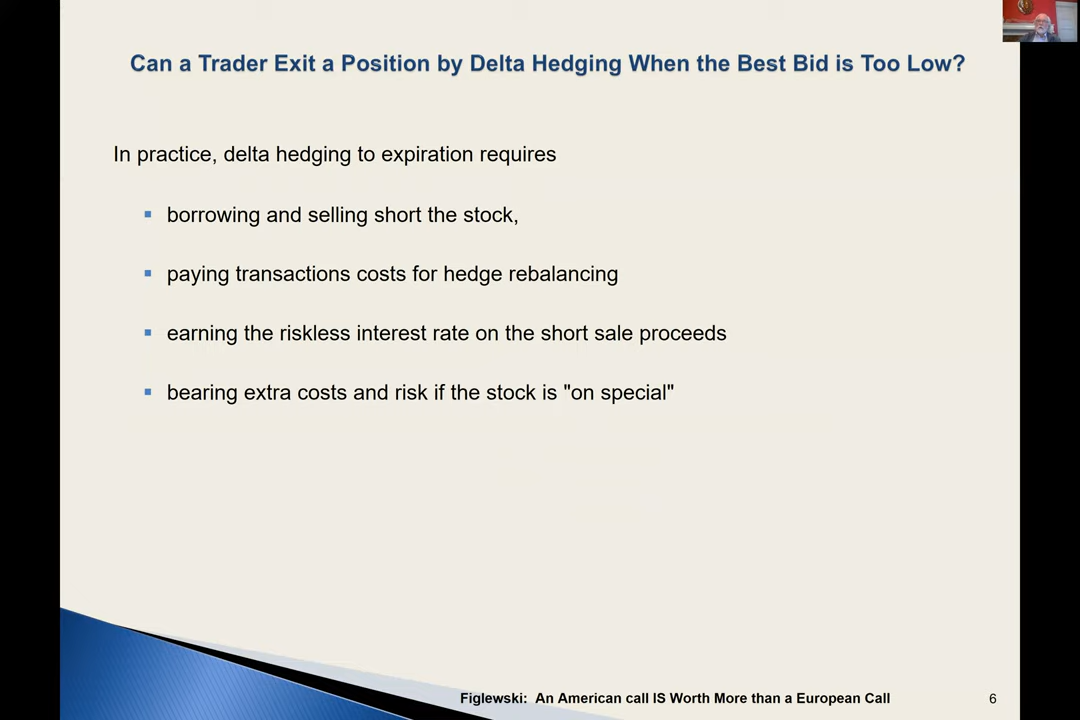 Can a Trader Exit a Position by Delta Hedging When the Best Bid is Too Low?
In practice, delta hedging to expiration requires
borrowing and selling short the stock,
paying transactions costs for hedge rebalancing
earning the riskless interest rate on the short sale proceeds
bearing extra costs and risk if the stock is "on special"
Figlewski: An American call IS Worth More than a European Call
6